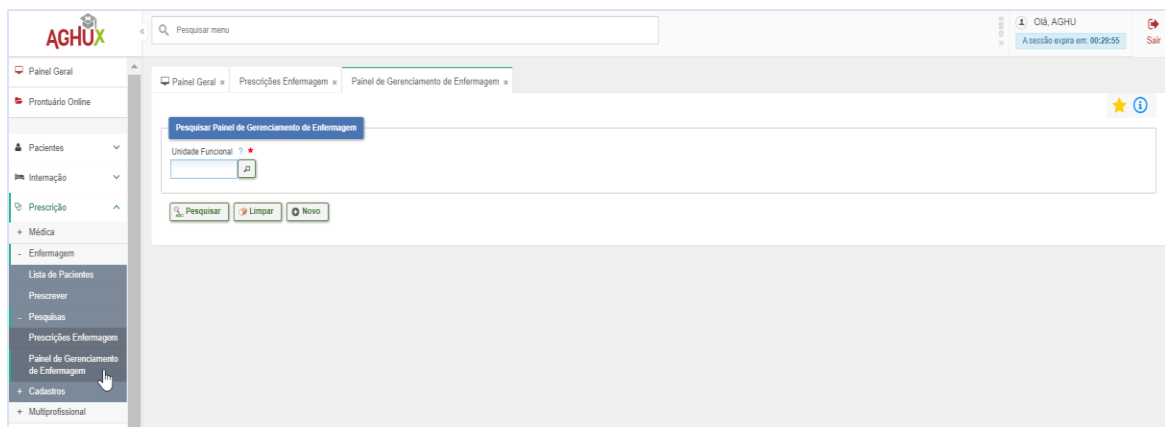 AGHUX
«
Pesquisar menu
Olá, AGHU
A sessão expira em: 00:29:55
Sair
Painel Geral
Prontuário Online
Pacientes
Internação
Prescrição
+ Médica
- Enfermagem
Lista de Pacientes
Prescrever
- Pesquisas
Prescrições Enfermagem
Painel de Gerenciamento
de Enfermagem
+ Cadastros
+ Multiprofissional
Painel Geral x
Prescrições Enfermagem x
Painel de Gerenciamento de Enfermagem x
Pesquisar Painel de Gerenciamento de Enfermagem
Unidade Funcional ? *
Pesquisar
Limpar
Novo